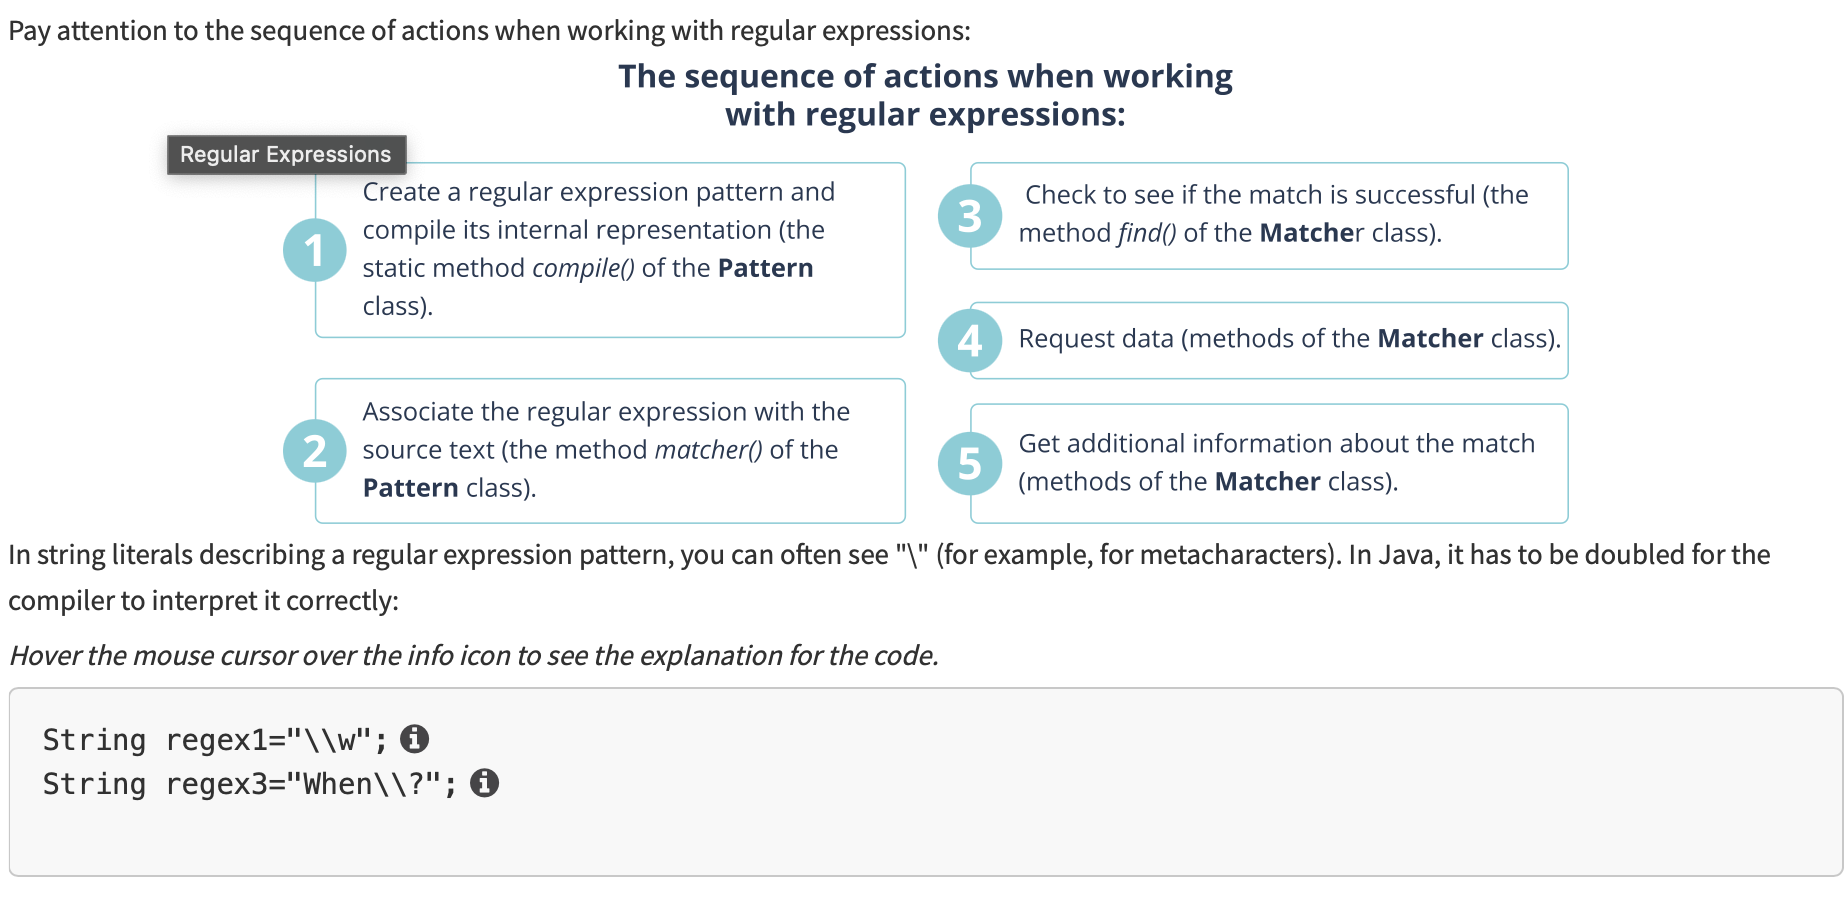 Pay attention to the sequence of actions when working with regular expressions:
The sequence of actions when working
with regular expressions:
Regular Expressions
1
Create a regular expression pattern and
compile its internal representation (the
static method compile() of the Pattern
class).
2
Associate the regular expression with the
source text (the method matcher() of the
Pattern class).
3
Check to see if the match is successful (the
method find() of the Matcher class).
4
Request data (methods of the Matcher class).
5
Get additional information about the match
(methods of the Matcher class).
In string literals describing a regular expression pattern, you can often see "\" (for example, for metacharacters). In Java, it has to be doubled for the
compiler to interpret it correctly:
Hover the mouse cursor over the info icon to see the explanation for the code.
String regex1="\\w";
String regex3="When\\?";